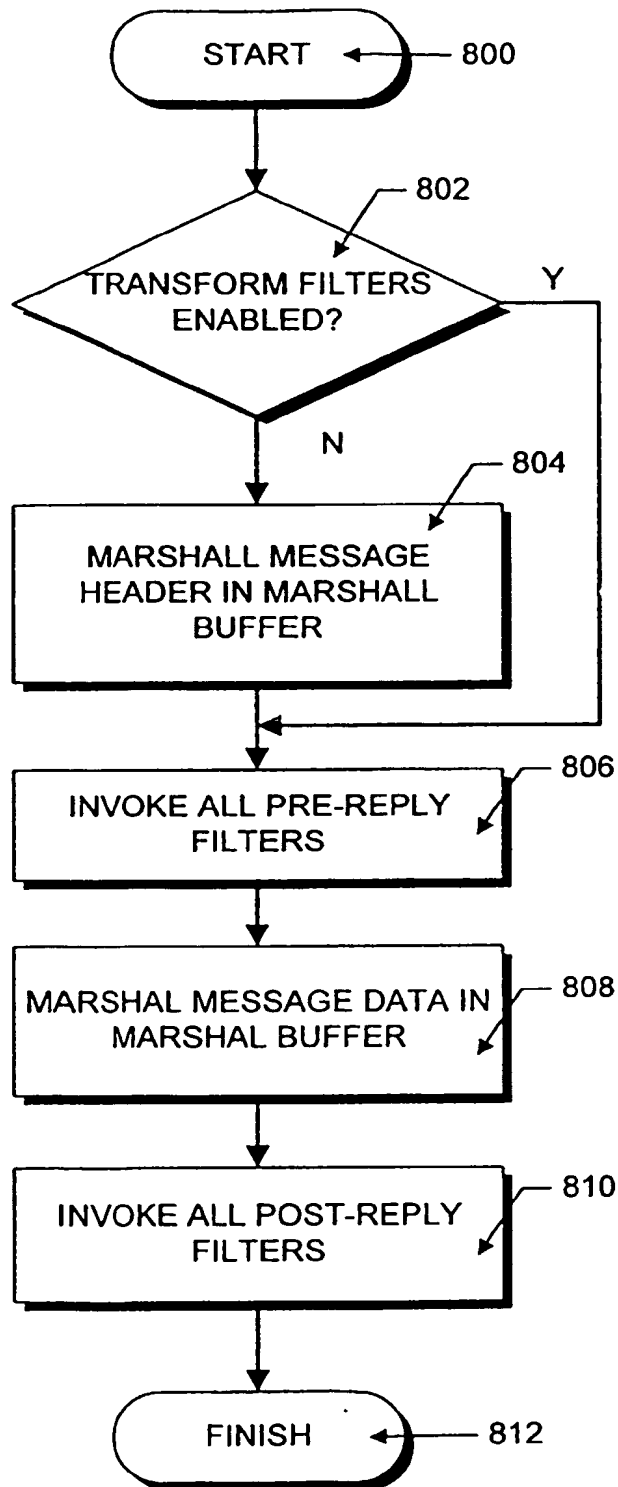 START
800
802
TRANSFORM FILTERS
ENABLED?
Y
N
804
MARSHALL MESSAGE
HEADER IN MARSHALL
BUFFER
806
INVOKE ALL PRE-REPLY
FILTERS
808
MARSHAL MESSAGE DATA IN
MARSHAL BUFFER
810
INVOKE ALL POST-REPLY
FILTERS
FINISH
812